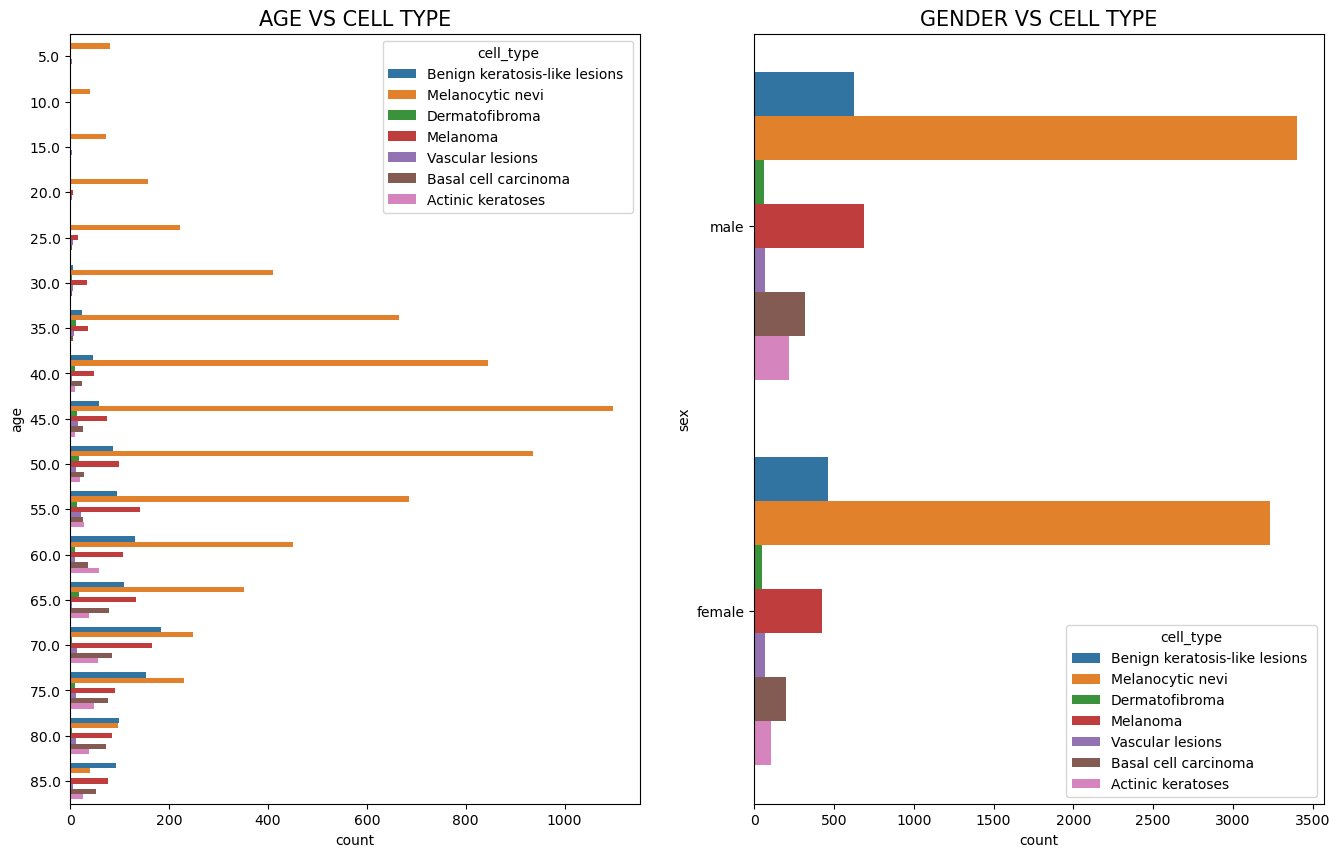 AGE VS CELL TYPE
cell_type
Benign keratosis-like lesions
Melanocytic nevi
Dermatofibroma
Melanoma
Vascular lesions
Basal cell carcinoma
Actinic keratoses
age
5.0
10.0
15.0
20.0
25.0
30.0
35.0
40.0
45.0
50.0
55.0
60.0
65.0
70.0
75.0
80.0
85.0
0 200 400 600 800 1000
count
GENDER VS CELL TYPE
sex
male
female
cell_type
Benign keratosis-like lesions
Melanocytic nevi
Dermatofibroma
Melanoma
Vascular lesions
Basal cell carcinoma
Actinic keratoses
0 500 1000 1500 2000 2500 3000 3500
count